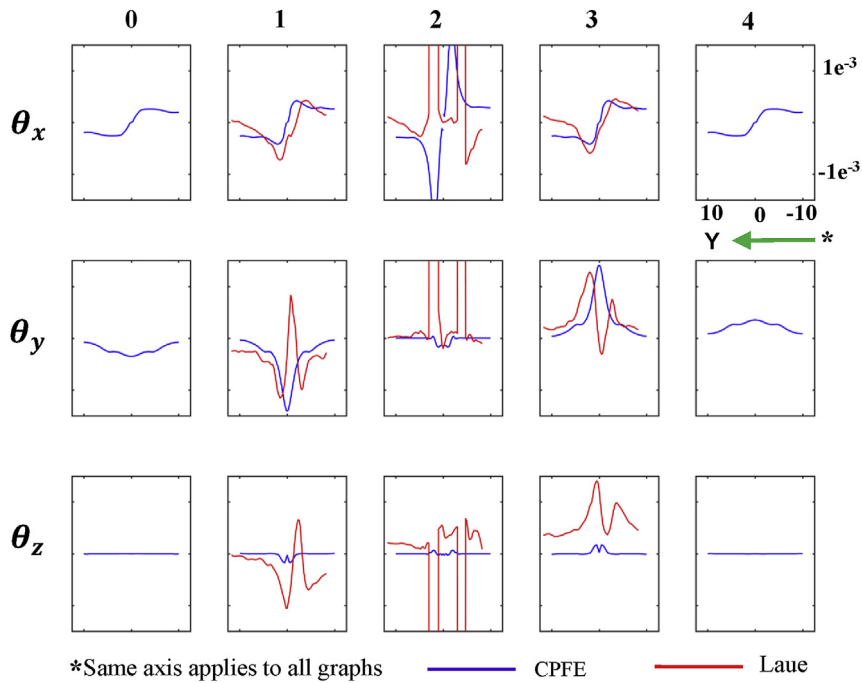 0 1 2 3 4
θx
1e-3
-1e-3
10 0 -10
Y *
θy
θz
*Same axis applies to all graphs CPFE Laue